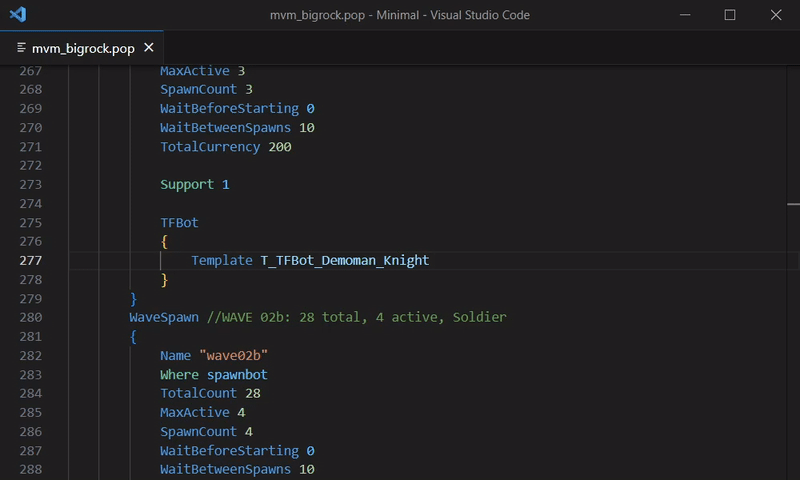 mvm_bigrock.pop - Minimal - Visual Studio Code
mvm_bigrock.pop
267 MaxActive 3
268 SpawnCount 3
269 WaitBeforeStarting 0
270 WaitBetweenSpawns 10
271 TotalCurrency 200
272
273 Support 1
274
275 TFBot
276 {
277 Template T_TFBot_Demoman_Knight
278 }
279 }
280 WaveSpawn //WAVE 02b: 28 total, 4 active, Soldier
281 {
282 Name "wave02b"
283 Where spawnbot
284 TotalCount 28
285 MaxActive 4
286 SpawnCount 4
287 WaitBeforeStarting 0
288 WaitBetweenSpawns 10